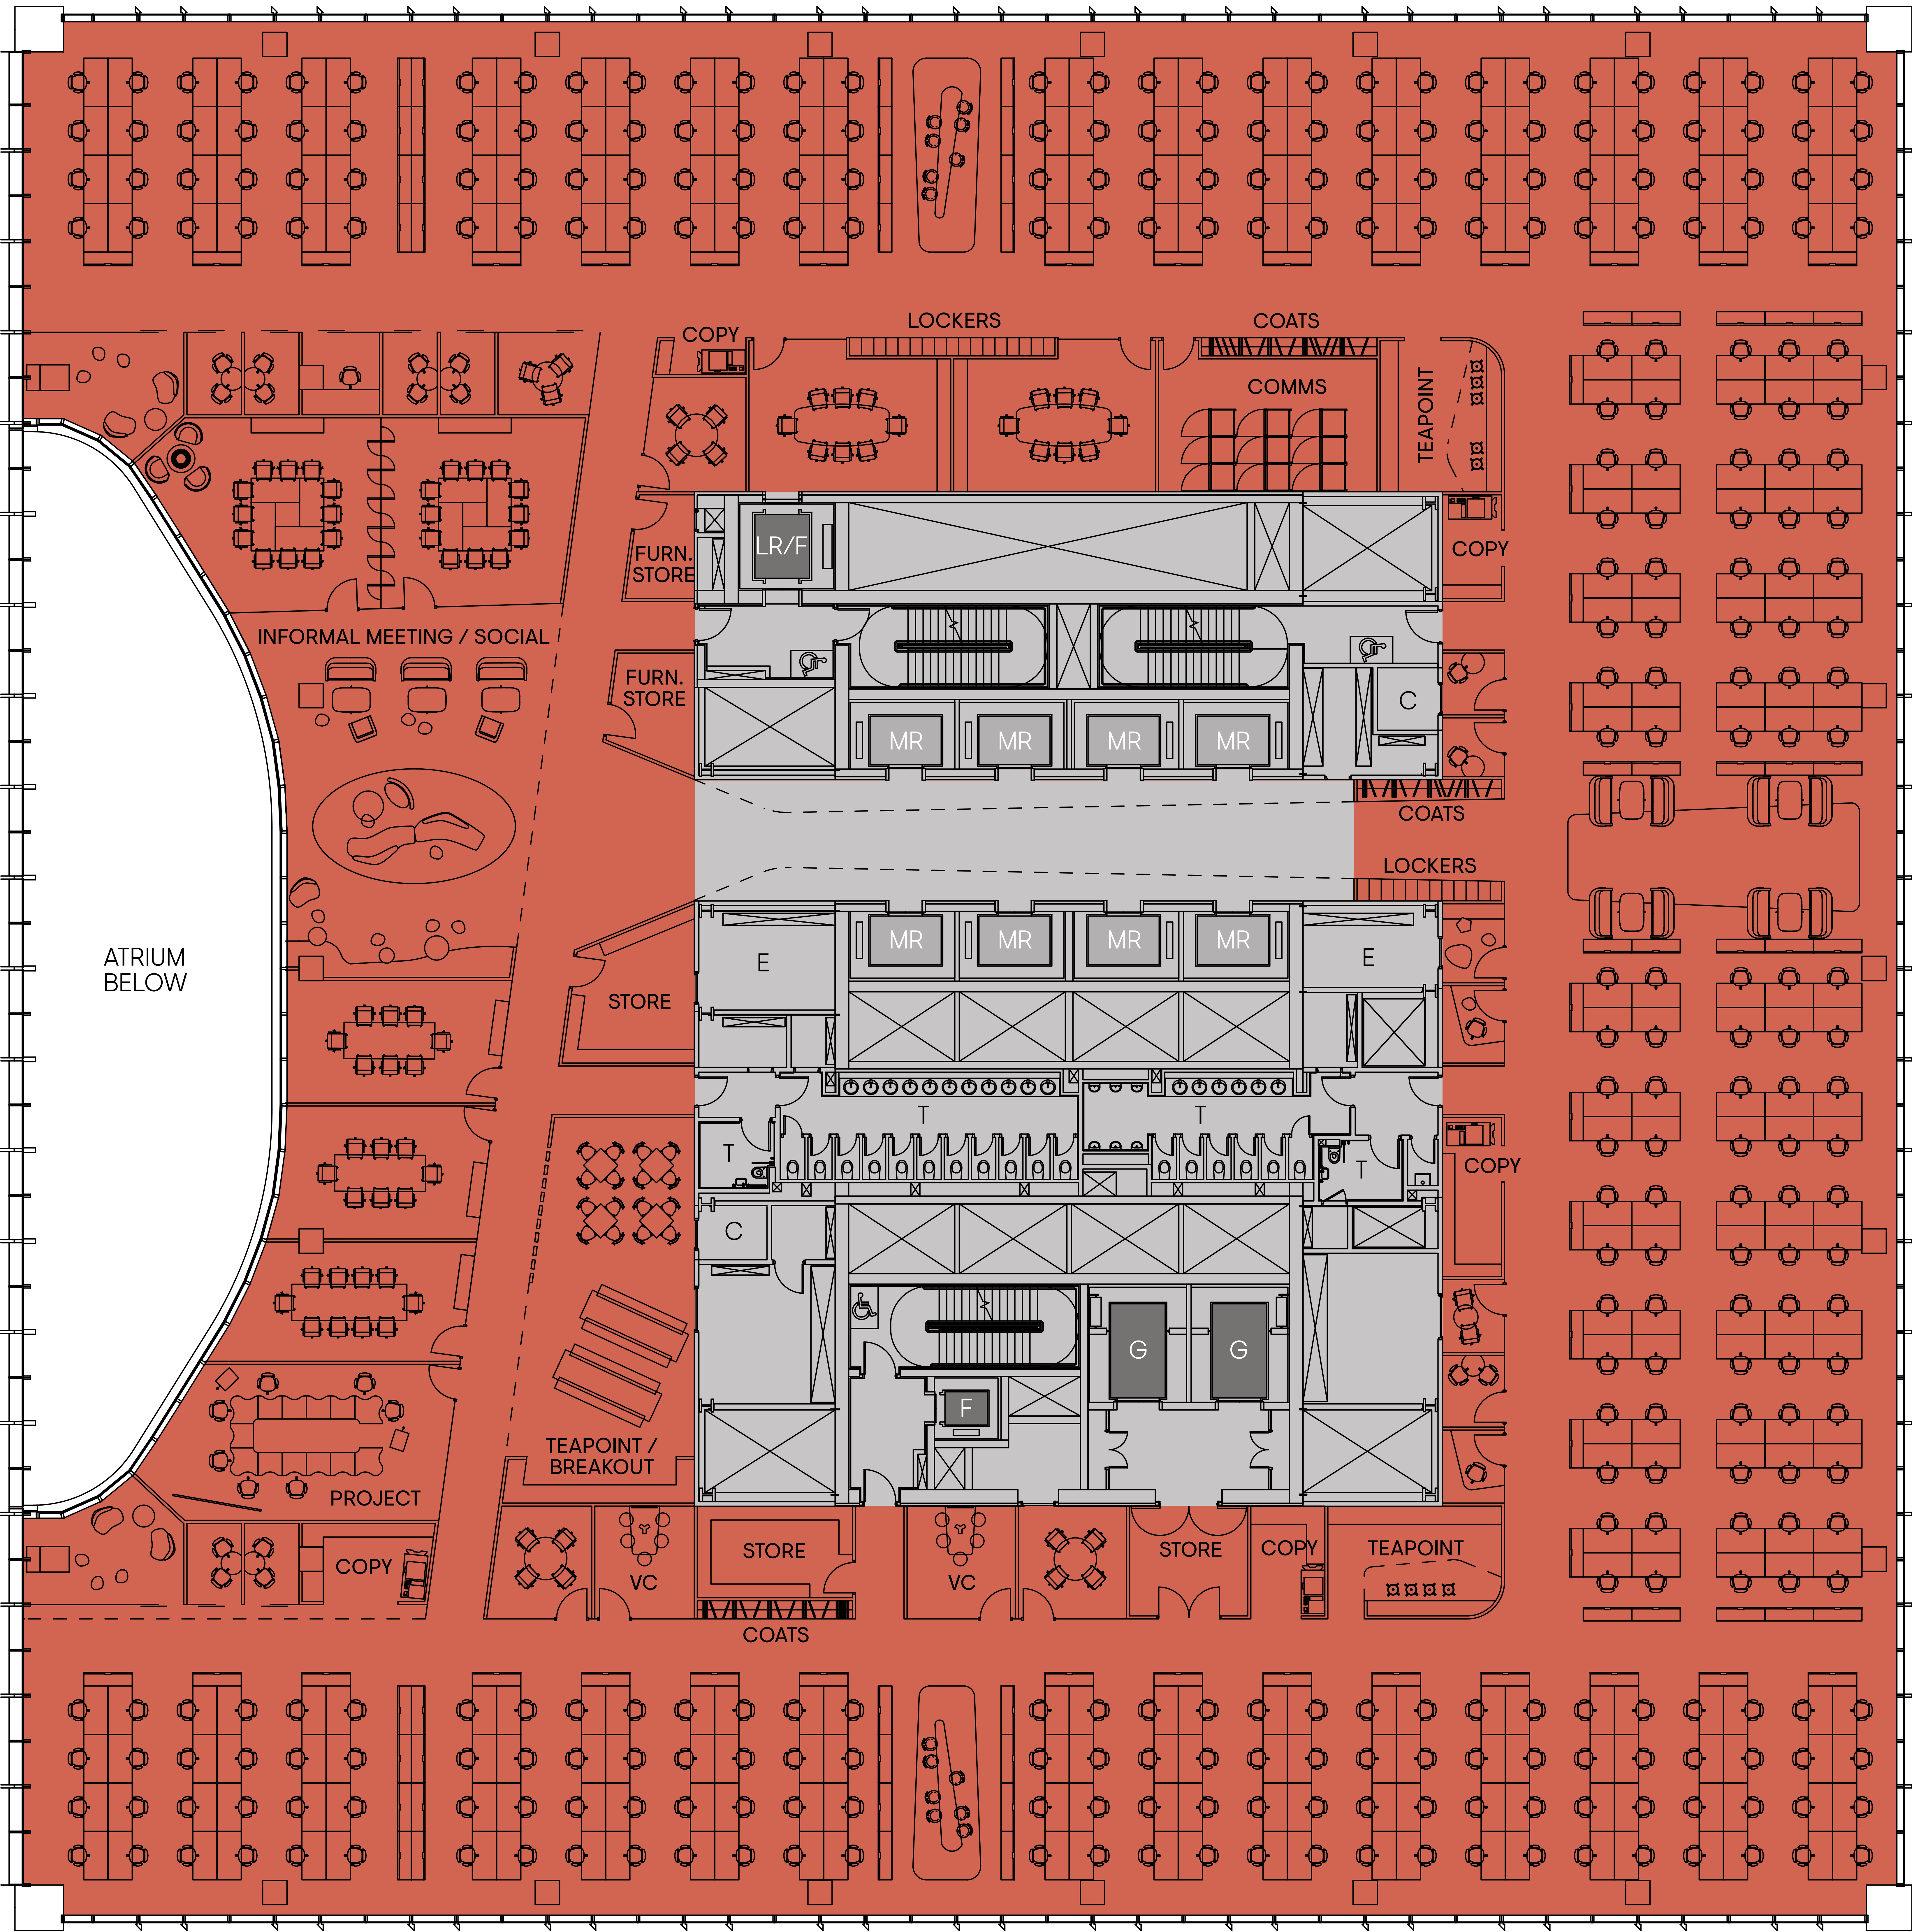 LOCKERS
COATS
COPY
COMMS
TEAPOINT
LR/F
FURN.
STORE
COPY
INFORMAL MEETING / SOCIAL
FURN.
STORE
C
MR
MR
MR
MR
COATS
LOCKERS
MR
MR
MR
MR
E
E
ATRIUM
BELOW
STORE
T
T
T
T
COPY
C
G
G
F
TEAPOINT /
BREAKOUT
PROJECT
STORE
STORE
COPY
TEAPOINT
COPY
VC
VC
COATS